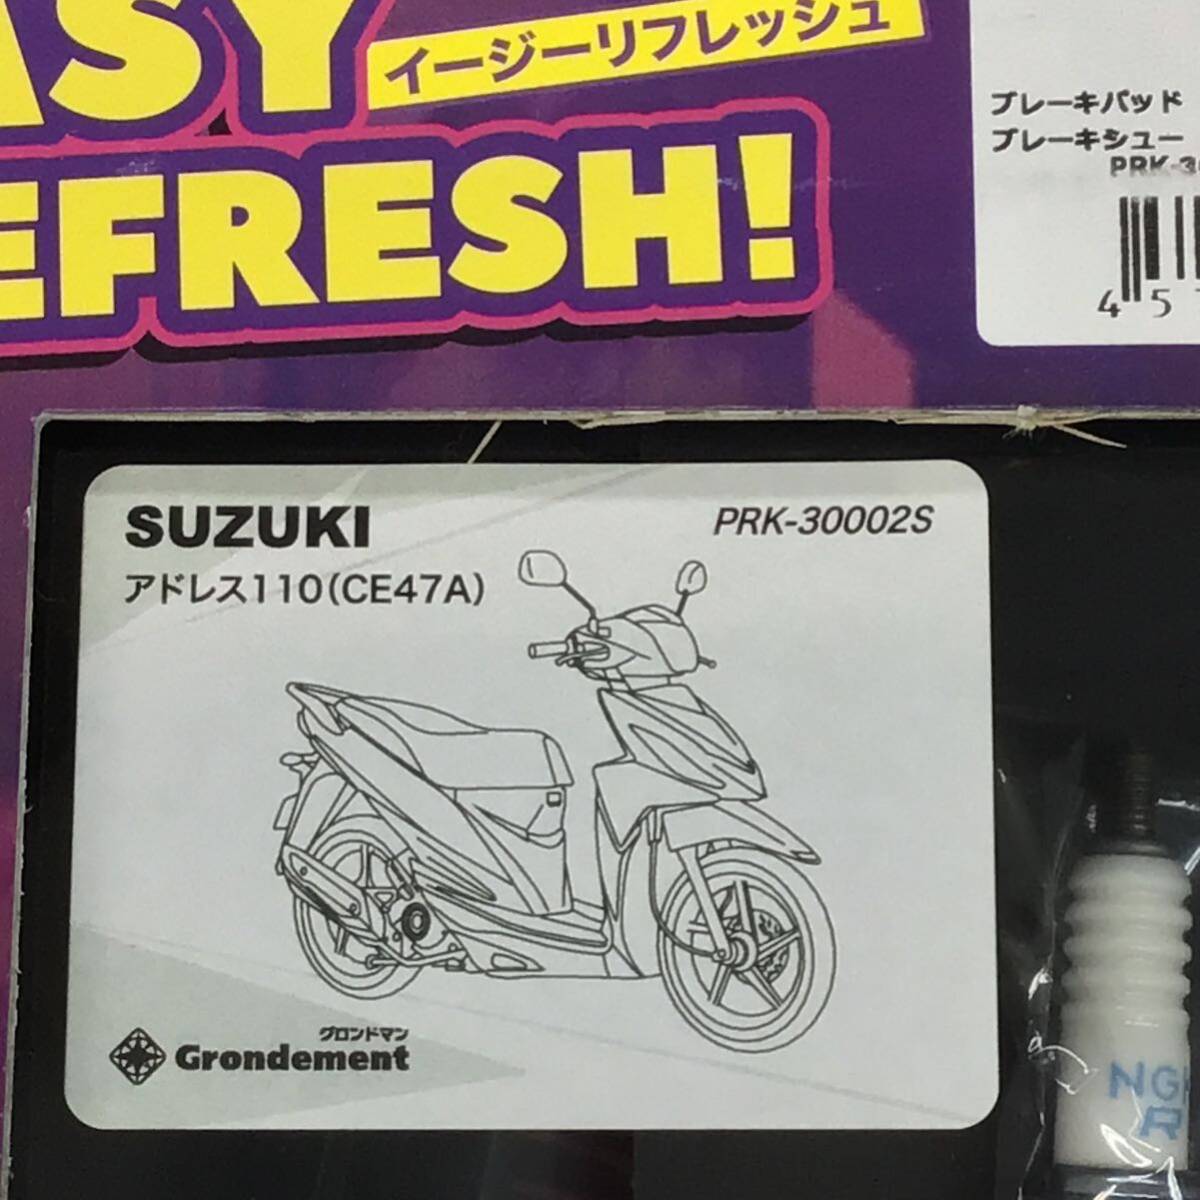 イージーリフレッシュ
ブレーキパッド
ブレーキシュー
SUZUKI
PRK-30002S
アドレス110(CE47A)
グロンドマン
Grondement